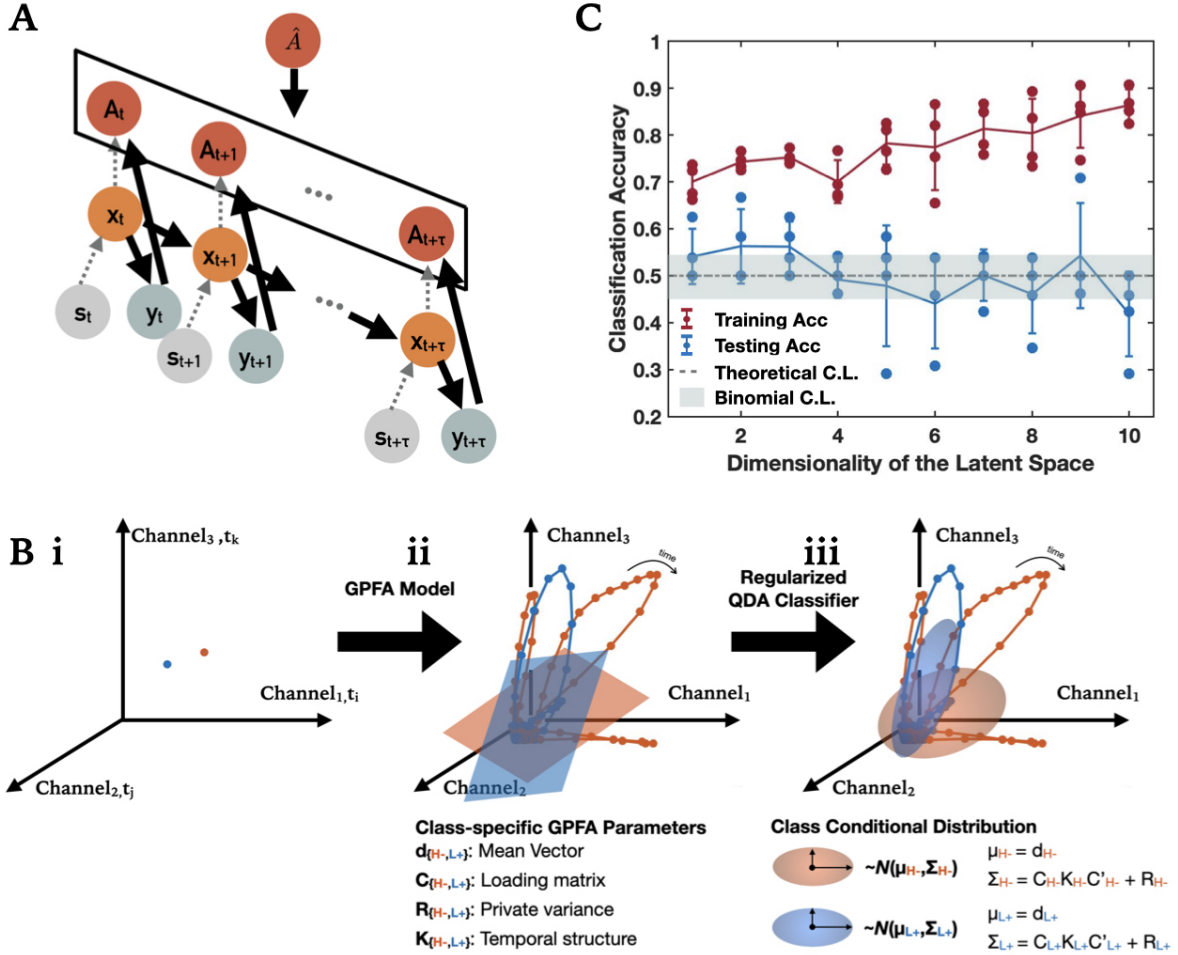 A
Â
Aₜ
Aₜ₊₁
...
Aₜ₊τ
xₜ
xₜ₊₁
...
xₜ₊τ
sₜ
yₜ
sₜ₊₁
yₜ₊₁
sₜ₊τ
yₜ₊τ
C
1
0.9
0.8
0.7
0.6
0.5
0.4
0.3
0.2
Classification Accuracy
Training Acc
Testing Acc
Theoretical C.L.
Binomial C.L.
2
4
6
8
10
Dimensionality of the Latent Space
B
i
Channel₃,tₖ
Channel₁,tᵢ
Channel₂,tⱼ
ii
GPFA Model
Channel₃
time
Channel₁
Channel₂
iii
Regularized
QDA Classifier
Channel₃
time
Channel₁
Channel₂
Class-specific GPFA Parameters
d{H-,L+}: Mean Vector
C{H-,L+}: Loading matrix
R{H-,L+}: Private variance
K{H-,L+}: Temporal structure
Class Conditional Distribution
~N(μH-,ΣH-)
μH- = dH-
ΣH- = CH-KH-C'H- + RH-
~N(μL+,ΣL+)
μL+ = dL+
ΣL+ = CL+KL+C'L+ + RL+